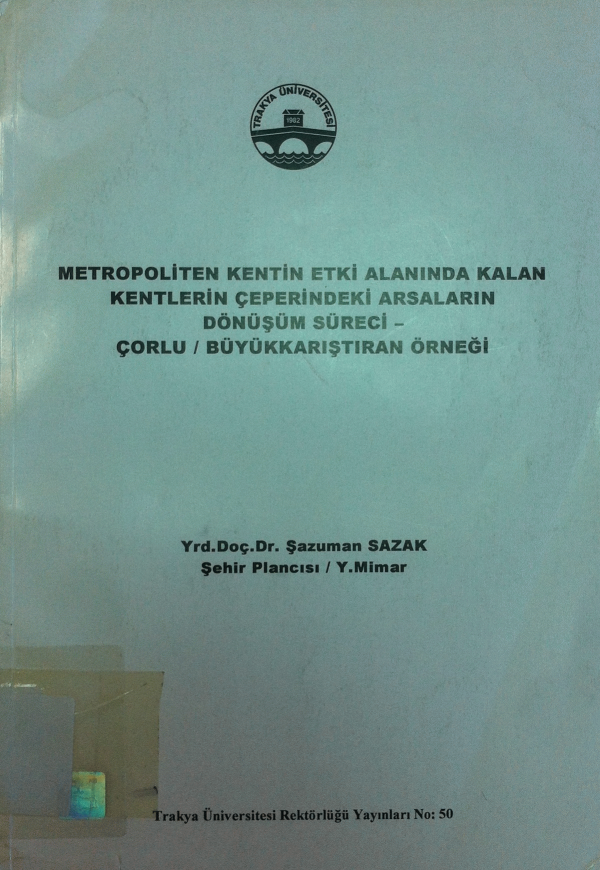 TRAKYA ÜNİVERSİTESİ
1982
METROPOLİTEN KENTİN ETKİ ALANINDA KALAN
KENTLERİN ÇEPERİNDEKİ ARSALARIN
DÖNÜŞÜM SÜRECİ –
ÇORLU / BÜYÜKKARIŞTIRAN ÖRNEĞİ
Yrd.Doç.Dr. Şazuman SAZAK
Şehir Plancısı / Y.Mimar
Trakya Üniversitesi Rektörlüğü Yayınları No: 50